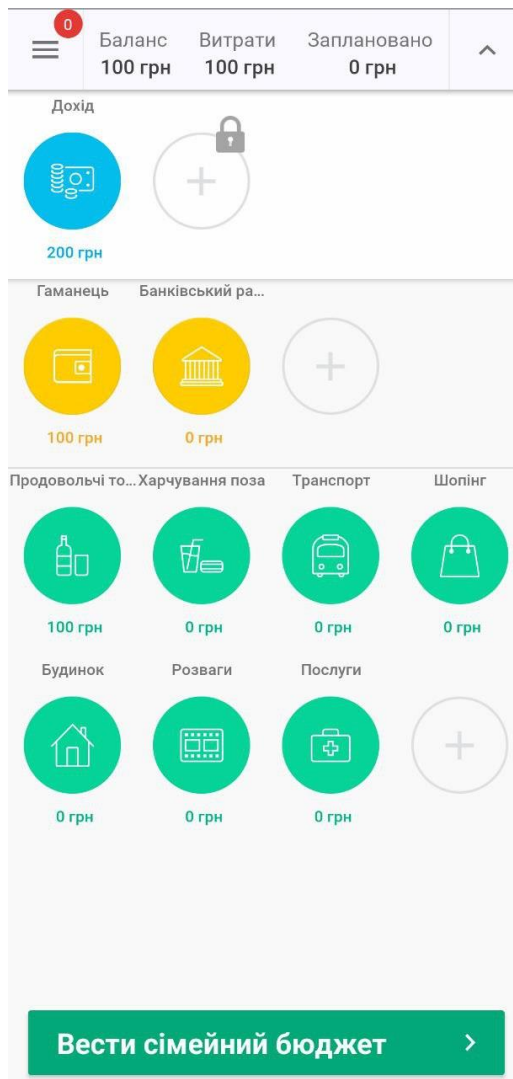 0
Баланс Витрати Заплановано
100 грн 100 грн 0 грн
Дохід
200 грн
Гаманець Банківський ра...
100 грн 0 грн
Продовольчі то... Харчування поза Транспорт Шопінг
100 грн 0 грн 0 грн 0 грн
Будинок Розваги Послуги
0 грн 0 грн 0 грн
Вести сімейний бюджет